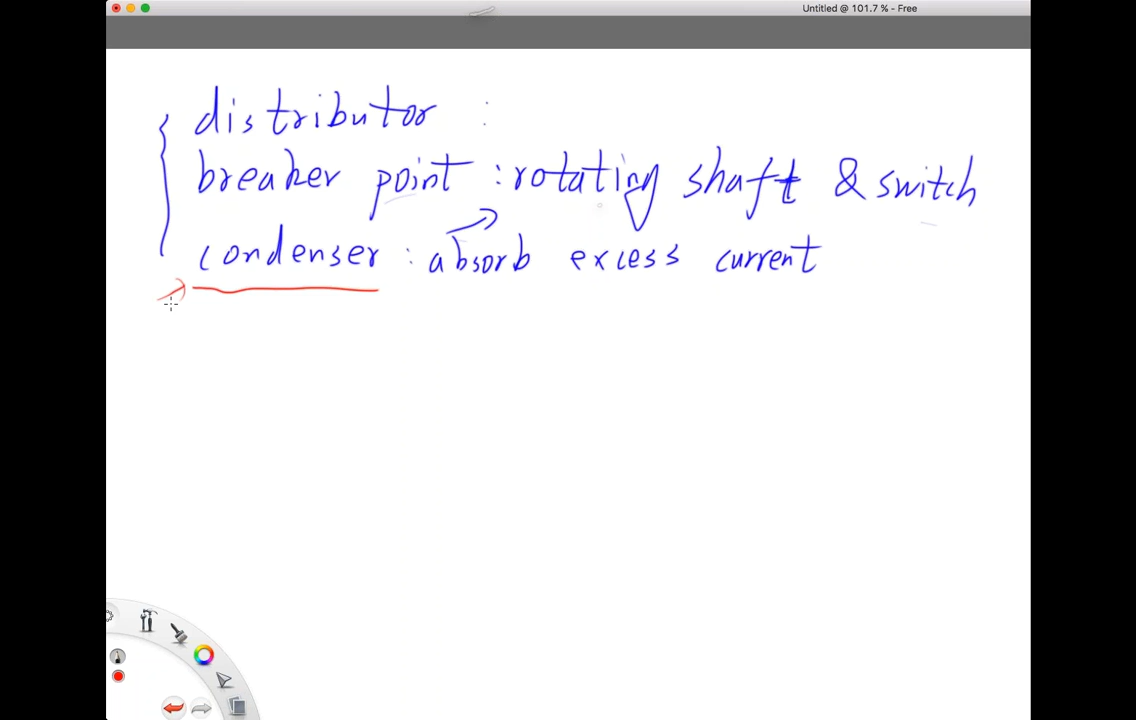 Untitled @ 101.7 % - Free
distributor :
breaker point : rotating shaft & switch
condenser : absorb excess current